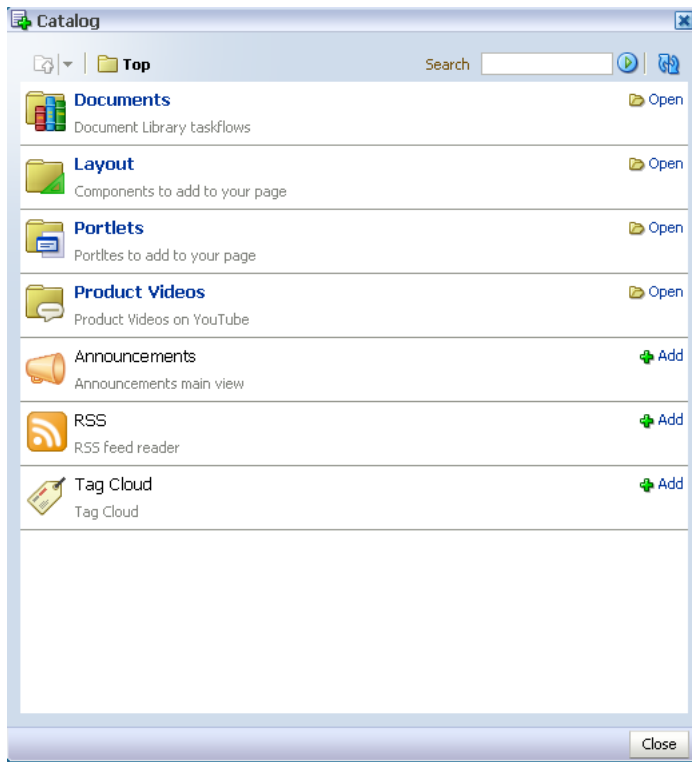 Catalog
Top Search
Documents Open
Document Library taskflows
Layout Open
Components to add to your page
Portlets Open
Portltes to add to your page
Product Videos Open
Product Videos on YouTube
Announcements Add
Announcements main view
RSS Add
RSS feed reader
Tag Cloud Add
Tag Cloud
Close